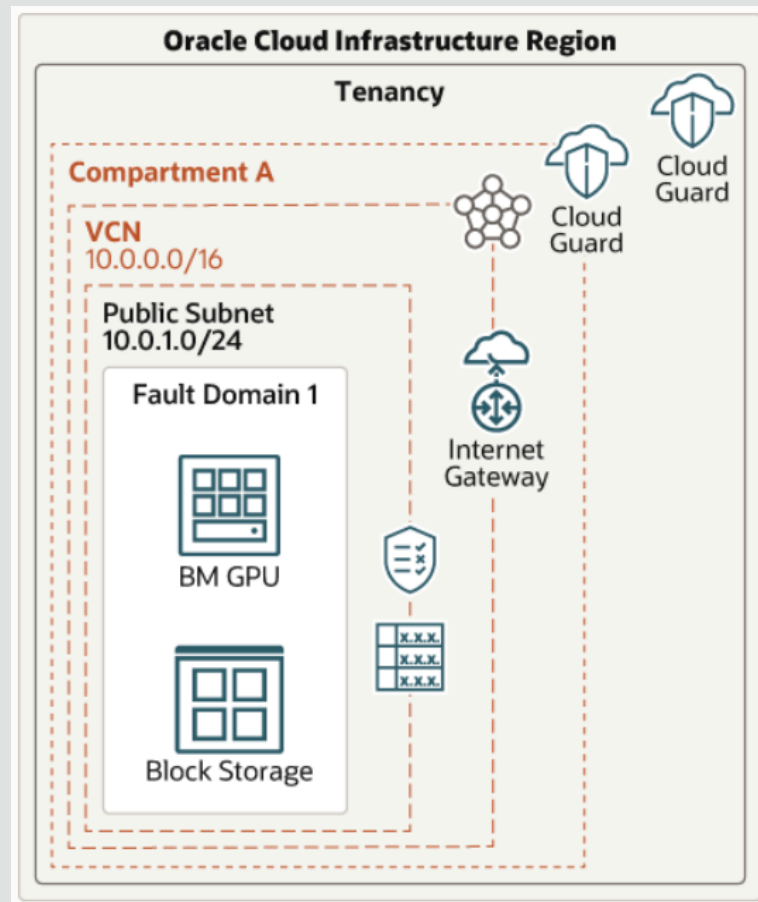 Oracle Cloud Infrastructure Region
Tenancy
Cloud
Guard
Compartment A
Cloud
Guard
VCN
10.0.0.0/16
Public Subnet
10.0.1.0/24
Fault Domain 1
Internet
Gateway
BM GPU
x.x.x.
x.x.x.
x.x.x.
Block Storage